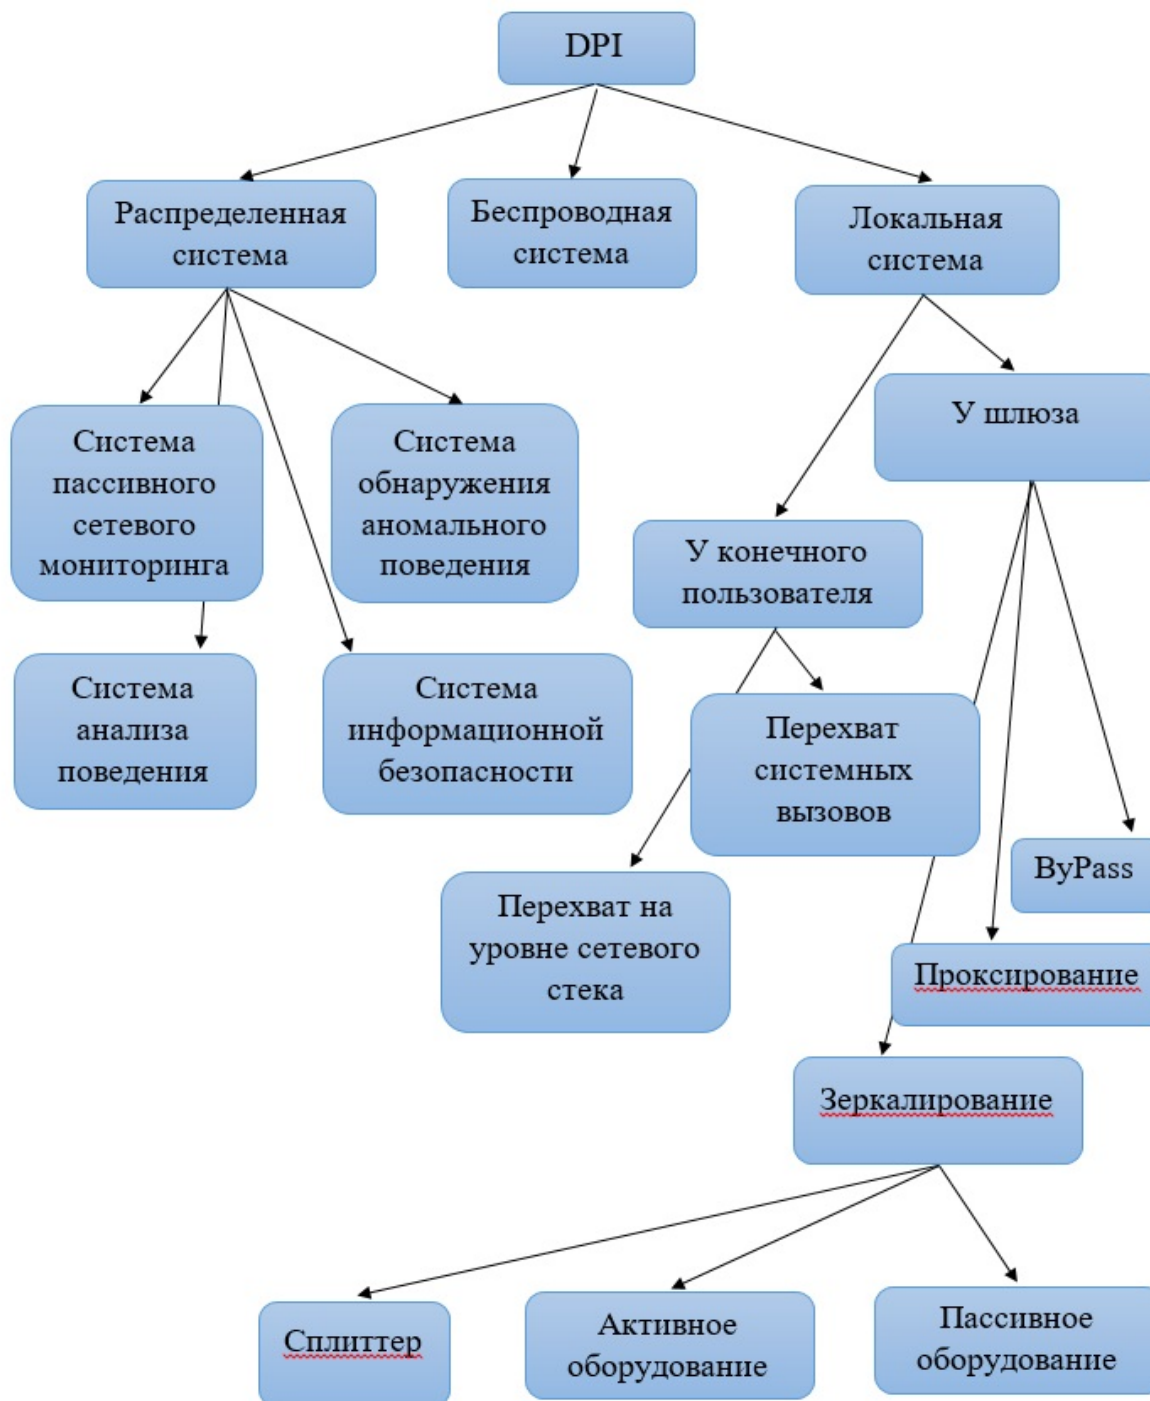 DPI
Распределенная
система
Беспроводная
система
Локальная
система
У шлюза
Система
пассивного
сетевого
мониторинга
Система
обнаружения
аномального
поведения
У конечного
пользователя
Система
анализа
поведения
Система
информационной
безопасности
Перехват
системных
вызовов
ByPass
Перехват на
уровне сетевого
стека
Проксирование
Зеркалирование
Сплиттер
Активное
оборудование
Пассивное
оборудование